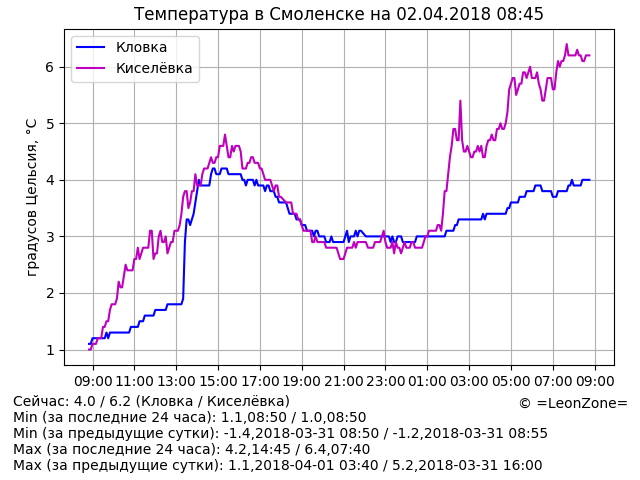 Температура в Смоленске на 02.04.2018 08:45
Кловка
Киселёвка
градусов Цельсия, °C
6
5
4
3
2
1
09:00 11:00 13:00 15:00 17:00 19:00 21:00 23:00 01:00 03:00 05:00 07:00 09:00
Сейчас: 4.0 / 6.2 (Кловка / Киселёвка)
© =LeonZone=
Min (за последние 24 часа): 1.1,08:50 / 1.0,08:50
Min (за предыдущие сутки): -1.4,2018-03-31 08:50 / -1.2,2018-03-31 08:55
Max (за последние 24 часа): 4.2,14:45 / 6.4,07:40
Max (за предыдущие сутки): 1.1,2018-04-01 03:40 / 5.2,2018-03-31 16:00